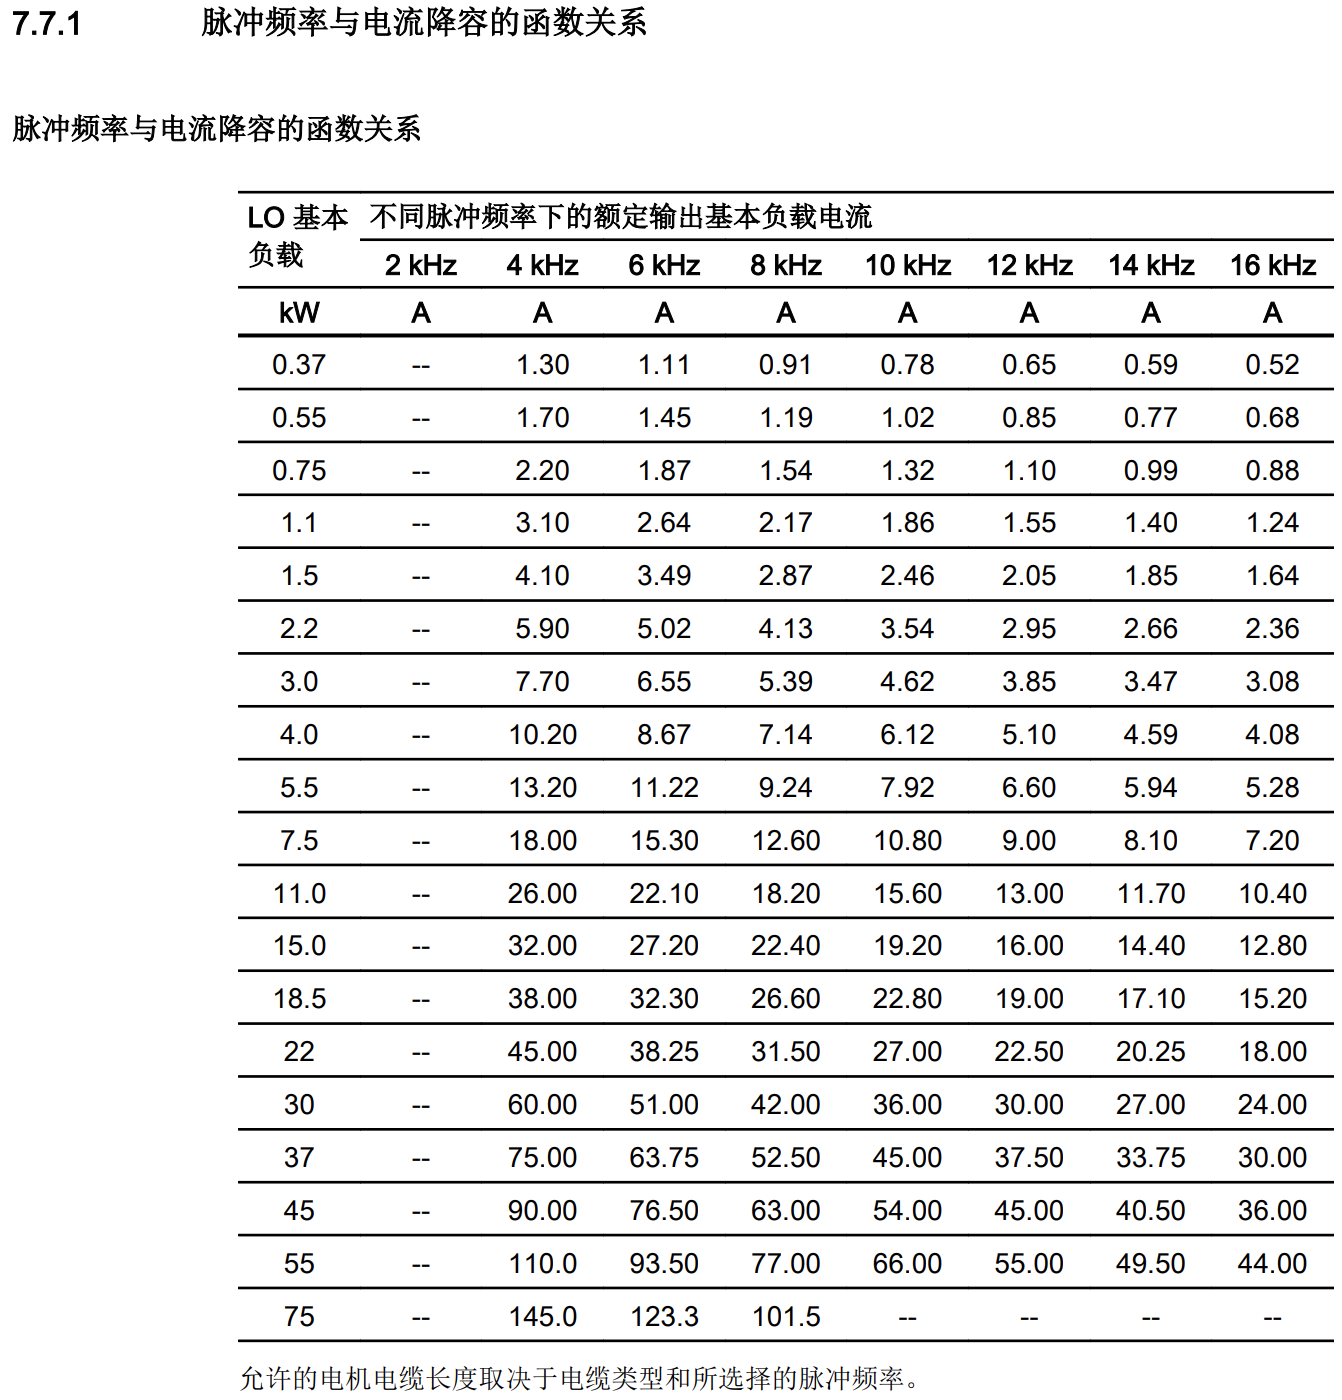 7.7.1 脉冲频率与电流降容的函数关系
脉冲频率与电流降容的函数关系
LO 基本 不同脉冲频率下的额定输出基本负载电流
负载 2 kHz 4 kHz 6 kHz 8 kHz 10 kHz 12 kHz 14 kHz 16 kHz
kW A A A A A A A A
0.37 -- 1.30 1.11 0.91 0.78 0.65 0.59 0.52
0.55 -- 1.70 1.45 1.19 1.02 0.85 0.77 0.68
0.75 -- 2.20 1.87 1.54 1.32 1.10 0.99 0.88
1.1 -- 3.10 2.64 2.17 1.86 1.55 1.40 1.24
1.5 -- 4.10 3.49 2.87 2.46 2.05 1.85 1.64
2.2 -- 5.90 5.02 4.13 3.54 2.95 2.66 2.36
3.0 -- 7.70 6.55 5.39 4.62 3.85 3.47 3.08
4.0 -- 10.20 8.67 7.14 6.12 5.10 4.59 4.08
5.5 -- 13.20 11.22 9.24 7.92 6.60 5.94 5.28
7.5 -- 18.00 15.30 12.60 10.80 9.00 8.10 7.20
11.0 -- 26.00 22.10 18.20 15.60 13.00 11.70 10.40
15.0 -- 32.00 27.20 22.40 19.20 16.00 14.40 12.80
18.5 -- 38.00 32.30 26.60 22.80 19.00 17.10 15.20
22 -- 45.00 38.25 31.50 27.00 22.50 20.25 18.00
30 -- 60.00 51.00 42.00 36.00 30.00 27.00 24.00
37 -- 75.00 63.75 52.50 45.00 37.50 33.75 30.00
45 -- 90.00 76.50 63.00 54.00 45.00 40.50 36.00
55 -- 110.0 93.50 77.00 66.00 55.00 49.50 44.00
75 -- 145.0 123.3 101.5 -- -- -- --
允许的电机电缆长度取决于电缆类型和所选择的脉冲频率。